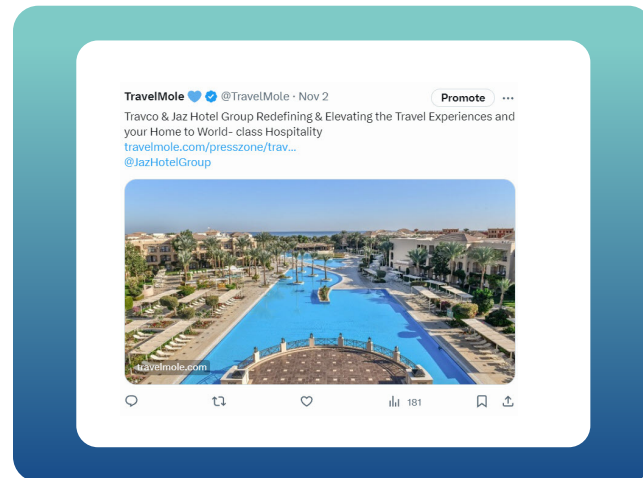 TravelMole 💙 @TravelMole · Nov 2
Promote ...
Travco & Jaz Hotel Group Redefining & Elevating the Travel Experiences and
your Home to World- class Hospitality
travelmole.com/presszone/trav...
@JazHotelGroup
travelmole.com
181